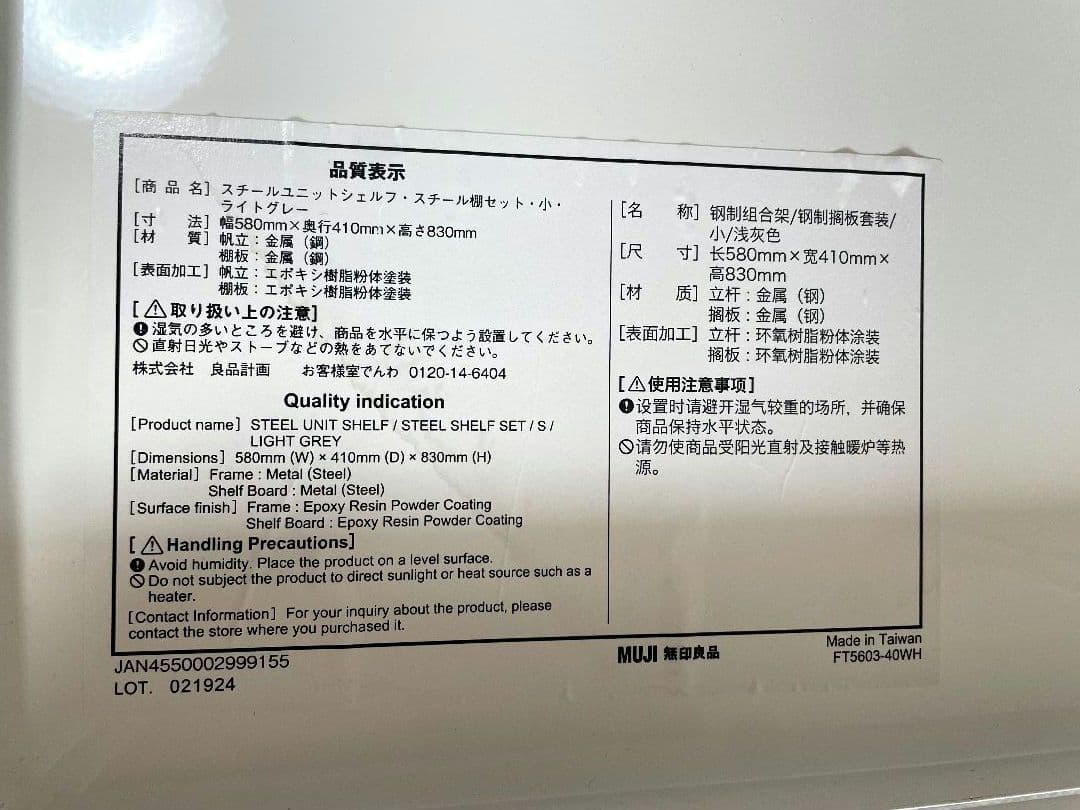 品質表示
[商 品 名] スチールユニットシェルフ・スチール棚セット・小・
ライトグレー
[寸 法] 幅580mm×奥行410mm×高さ830mm
[材 質] 帆立：金属（鋼）
棚板：金属（鋼）
[表面加工] 帆立：エポキシ樹脂粉体塗装
棚板：エポキシ樹脂粉体塗装
[⚠取り扱い上の注意]
❗湿気の多いところを避け、商品を水平に保つよう設置してください。
🚫直射日光やストーブなどの熱をあてないでください。
株式会社 良品計画 お客様室でんわ 0120-14-6404
Quality indication
[Product name] STEEL UNIT SHELF / STEEL SHELF SET / S /
LIGHT GREY
[Dimensions] 580mm (W) × 410mm (D) × 830mm (H)
[Material] Frame : Metal (Steel)
Shelf Board : Metal (Steel)
[Surface finish] Frame : Epoxy Resin Powder Coating
Shelf Board : Epoxy Resin Powder Coating
[⚠Handling Precautions]
❗Avoid humidity. Place the product on a level surface.
🚫Do not subject the product to direct sunlight or heat source such as a
heater.
[Contact Information] For your inquiry about the product, please
contact the store where you purchased it.
[名 称] 钢制组合架/钢制搁板套装/
小/浅灰色
[尺 寸] 长580mm×宽410mm×
高830mm
[材 质] 立杆：金属（钢）
搁板：金属（钢）
[表面加工] 立杆：环氧树脂粉体涂装
搁板：环氧树脂粉体涂装
[⚠使用注意事项]
❗设置时请避开湿气较重的场所，并确保
商品保持水平状态。
🚫请勿使商品受阳光直射及接触暖炉等热
源。
JAN4550002999155
LOT. 021924
MUJI 無印良品
Made in Taiwan
FT5603-40WH